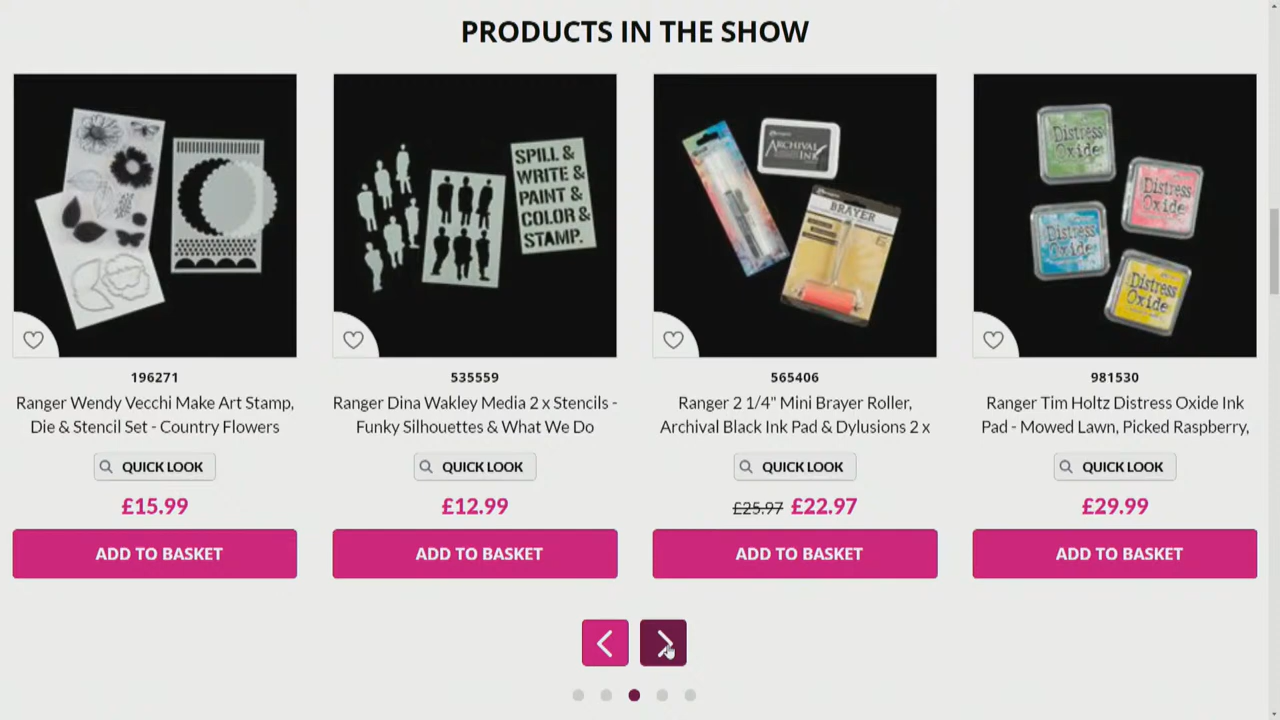 PRODUCTS IN THE SHOW
SPILL &
WRITE &
PAINT &
COLOR &
STAMP.
ARCHIVAL
INK
BRAYER
Distress
Oxide
Distress
Oxide
Distress
Oxide
Distress
Oxide
196271
Ranger Wendy Vecchi Make Art Stamp,
Die & Stencil Set - Country Flowers
QUICK LOOK
£15.99
ADD TO BASKET
535559
Ranger Dina Wakley Media 2 x Stencils -
Funky Silhouettes & What We Do
QUICK LOOK
£12.99
ADD TO BASKET
565406
Ranger 2 1/4" Mini Brayer Roller,
Archival Black Ink Pad & Dylusions 2 x
QUICK LOOK
£25.97 £22.97
ADD TO BASKET
981530
Ranger Tim Holtz Distress Oxide Ink
Pad - Mowed Lawn, Picked Raspberry,
QUICK LOOK
£29.99
ADD TO BASKET